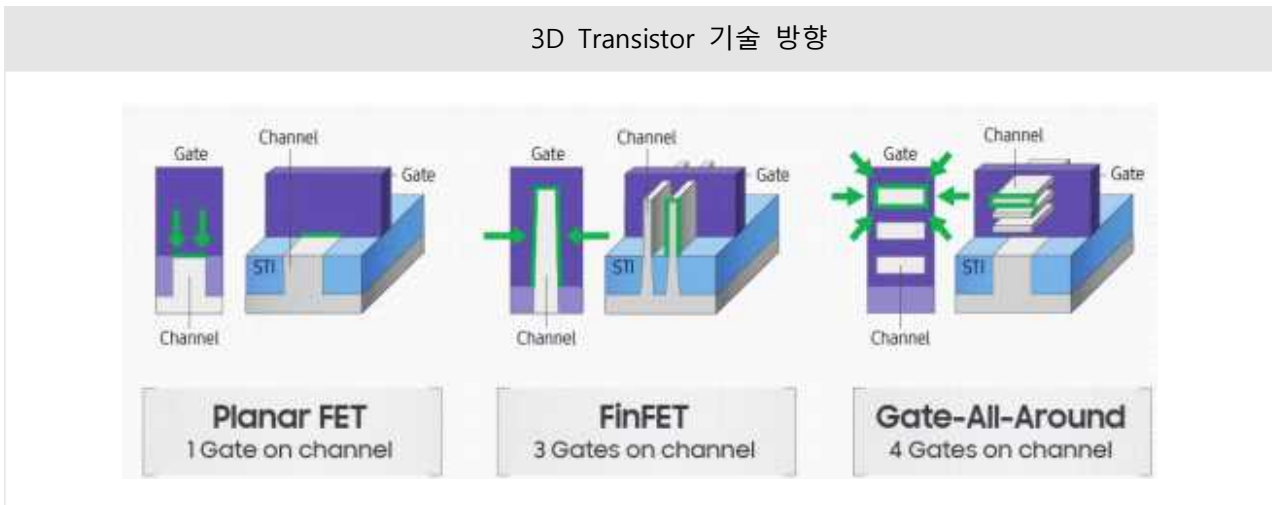 3D Transistor 기술 방향
Gate
Channel
Gate
STI
Channel
Planar FET
1 Gate on channel
Gate
Channel
Gate
STI
Channel
FinFET
3 Gates on channel
Gate
Channel
Gate
STI
Channel
Gate-All-Around
4 Gates on channel